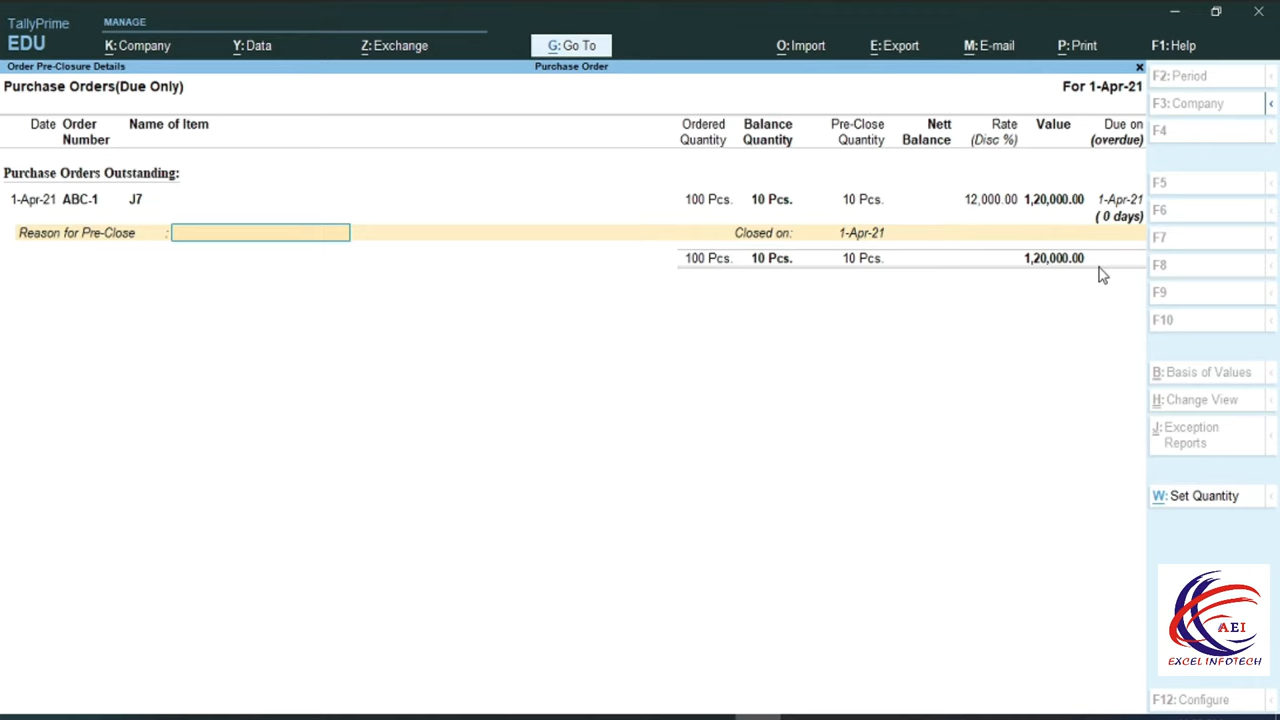 TallyPrime
EDU
MANAGE
K: Company Y: Data Z: Exchange G: Go To O: Import E: Export M: E-mail P: Print F1: Help
Order Pre-Closure Details Purchase Order x
Purchase Orders(Due Only) For 1-Apr-21
Date Order Number Name of Item Ordered Quantity Balance Quantity Pre-Close Quantity Nett Balance Rate (Disc %) Value Due on (overdue)
Purchase Orders Outstanding:
1-Apr-21 ABC-1 J7 100 Pcs. 10 Pcs. 10 Pcs. 12,000.00 1,20,000.00 1-Apr-21
( 0 days)
Reason for Pre-Close : Closed on: 1-Apr-21
100 Pcs. 10 Pcs. 10 Pcs. 1,20,000.00
F2: Period
F3: Company
F4
F5
F6
F7
F8
F9
F10
B: Basis of Values
H: Change View
J: Exception
Reports
W: Set Quantity
AEI
EXCEL INFOTECH
F12: Configure